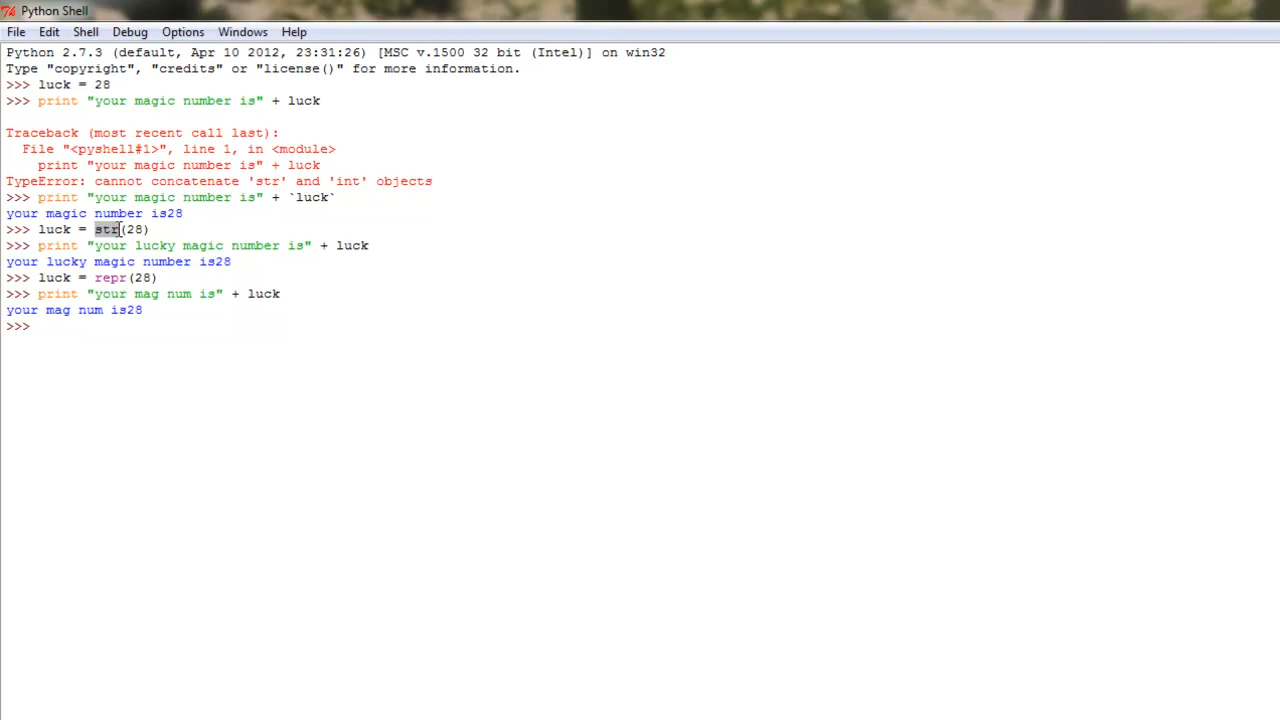 Python Shell
File Edit Shell Debug Options Windows Help
Python 2.7.3 (default, Apr 10 2012, 23:31:26) [MSC v.1500 32 bit (Intel)] on win32
Type "copyright", "credits" or "license()" for more information.
>>> luck = 28
>>> print "your magic number is" + luck
Traceback (most recent call last):
  File "<pyshell#1>", line 1, in <module>
    print "your magic number is" + luck
TypeError: cannot concatenate 'str' and 'int' objects
>>> print "your magic number is" + `luck`
your magic number is28
>>> luck = str(28)
>>> print "your lucky magic number is" + luck
your lucky magic number is28
>>> luck = repr(28)
>>> print "your mag num is" + luck
your mag num is28
>>>